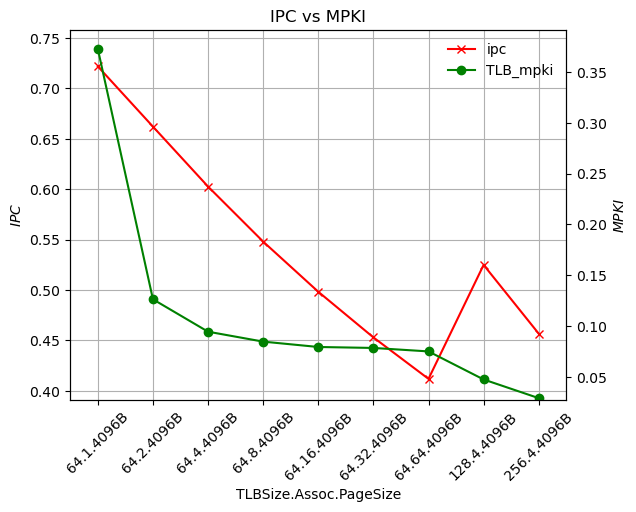 IPC vs MPKI
ipc
TLB_mpki
0.75
0.70
0.65
0.60
0.55
0.50
0.45
0.40
IPC
0.35
0.30
0.25
0.20
0.15
0.10
0.05
MPKI
64.1.4096B
64.2.4096B
64.4.4096B
64.8.4096B
64.16.4096B
64.32.4096B
64.64.4096B
128.4.4096B
256.4.4096B
TLBSize.Assoc.PageSize